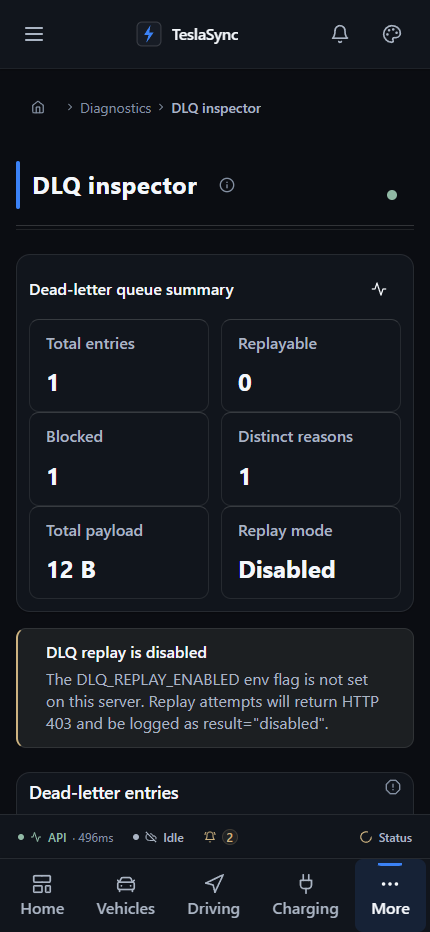 TeslaSync
Diagnostics > DLQ inspector
DLQ inspector
Dead-letter queue summary
Total entries
1
Replayable
0
Blocked
1
Distinct reasons
1
Total payload
12 B
Replay mode
Disabled
DLQ replay is disabled
The DLQ_REPLAY_ENABLED env flag is not set
on this server. Replay attempts will return HTTP
403 and be logged as result="disabled".
Dead-letter entries
API · 496ms
Idle
2
Status
Home
Vehicles
Driving
Charging
More